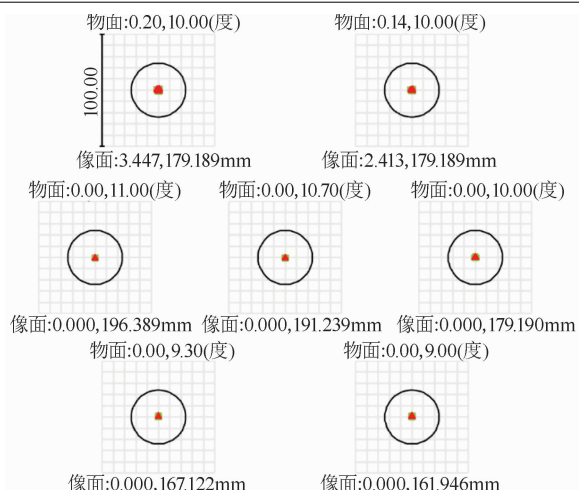 物面:0.20,10.00(度) 物面:0.14,10.00(度)
100.00
像面:3.447,179.189mm 像面:2.413,179.189mm
物面:0.00,11.00(度) 物面:0.00,10.70(度) 物面:0.00,10.00(度)
像面:0.000,196.389mm 像面:0.000,191.239mm 像面:0.000,179.190mm
物面:0.00,9.30(度) 物面:0.00,9.00(度)
像面:0.000,167.122mm 像面:0.000,161.946mm